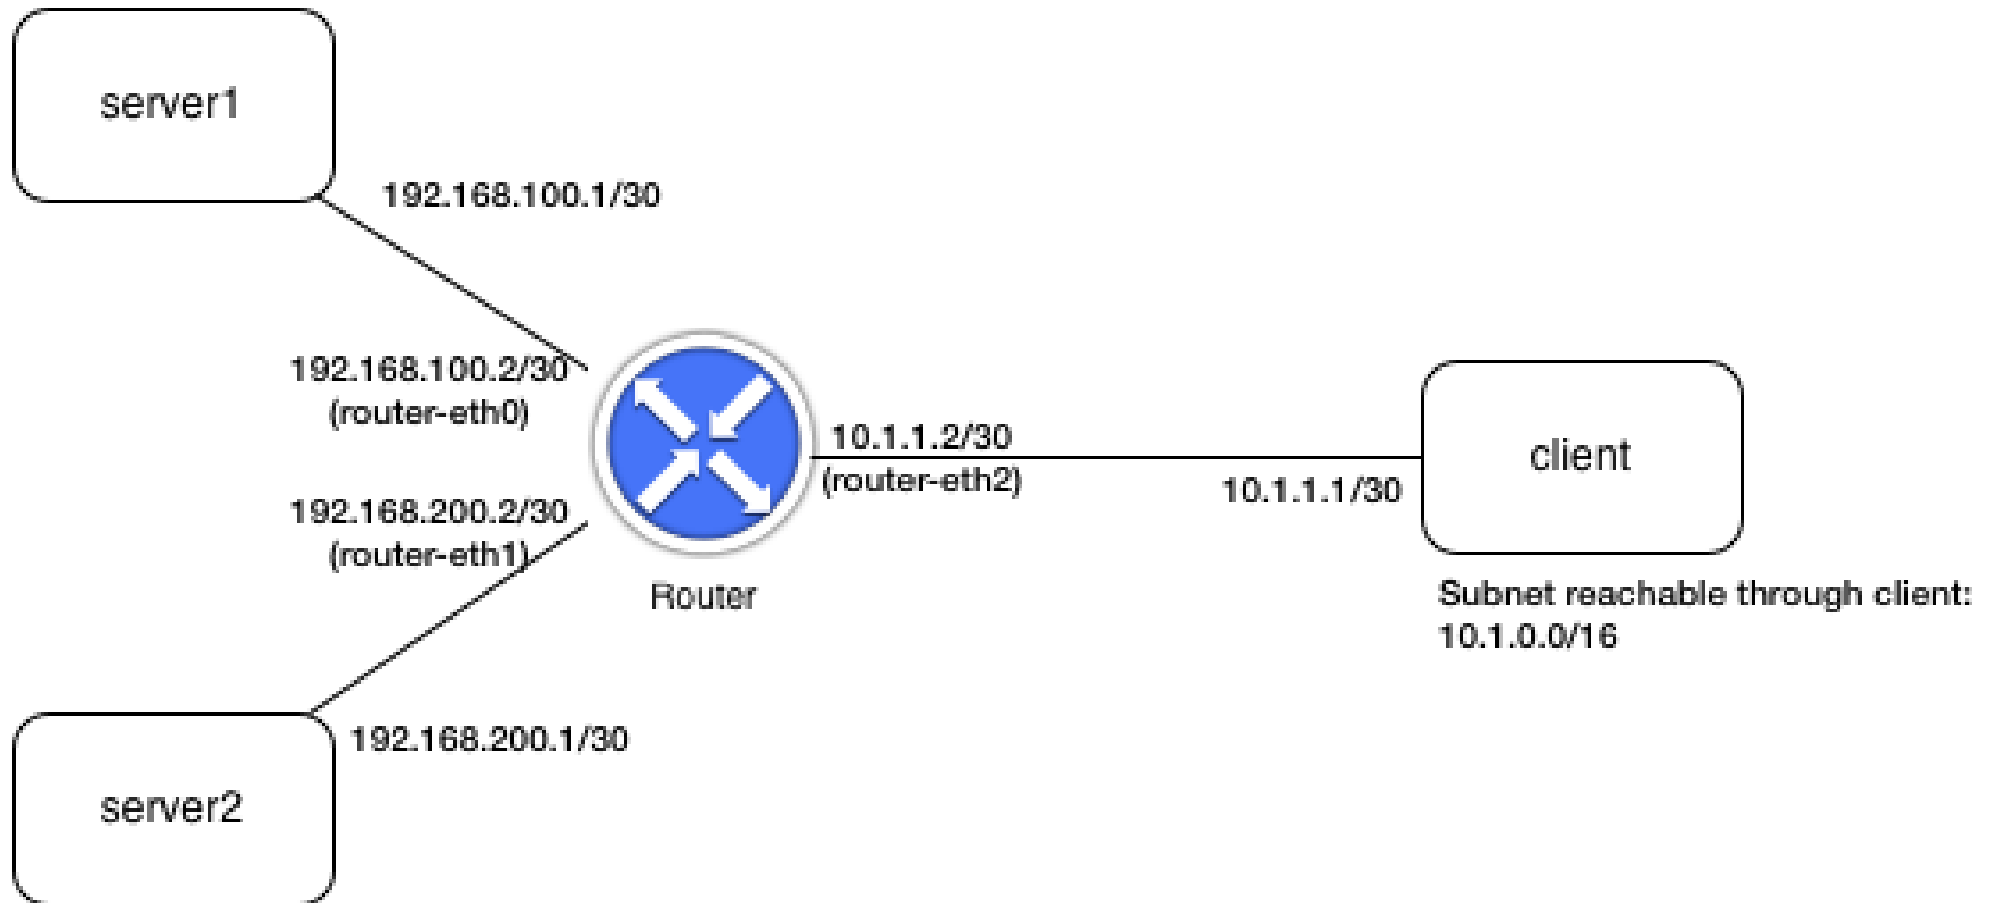 server1
192.168.100.1/30
192.168.100.2/30
(router-eth0)
10.1.1.2/30
(router-eth2)
client
10.1.1.1/30
192.168.200.2/30
(router-eth1)
Router
Subnet reachable through client:
10.1.0.0/16
192.168.200.1/30
server2